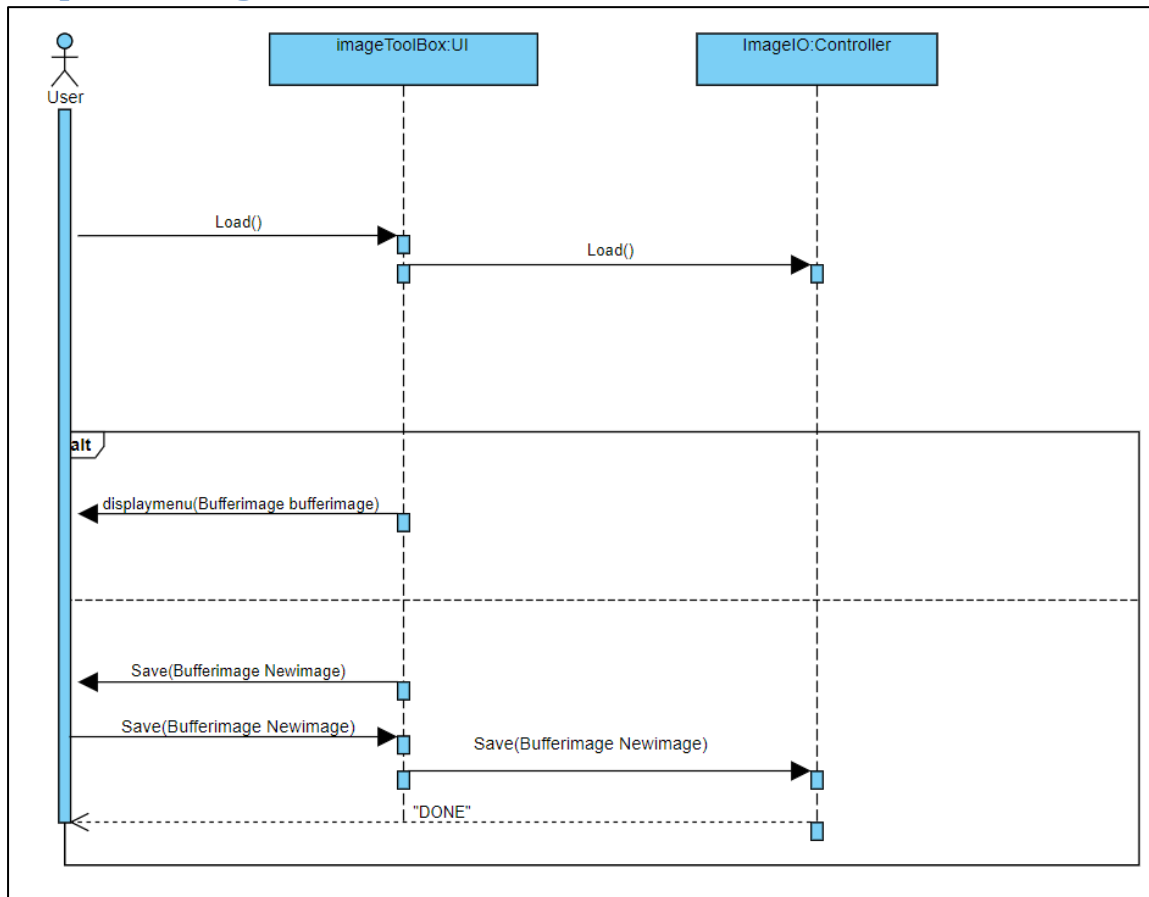 imageToolBox:UI
ImageIO:Controller
User
Load()
Load()
alt
displaymenu(Bufferimage bufferimage)
Save(Bufferimage Newimage)
Save(Bufferimage Newimage)
Save(Bufferimage Newimage)
"DONE"